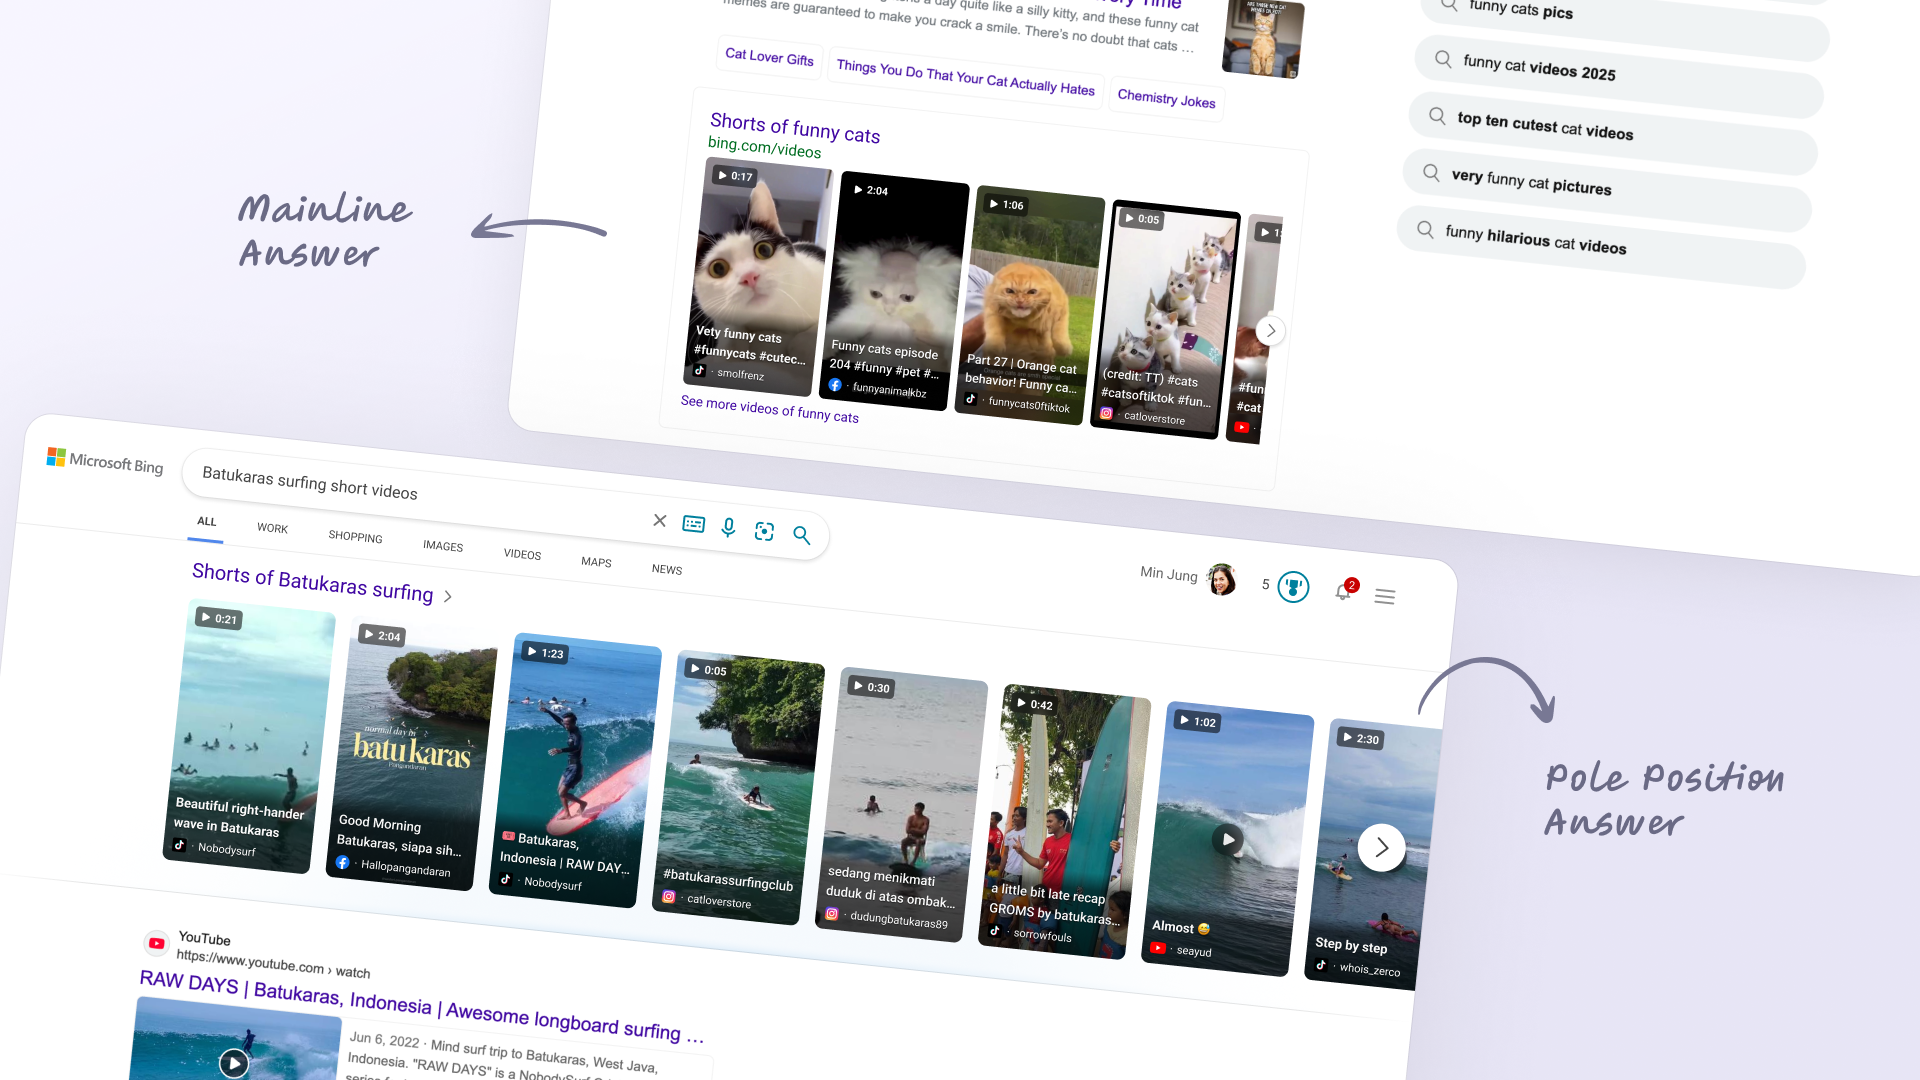 memes are guaranteed to make you crack a smile. There's no doubt that cats ...
Cat Lover Gifts
Things You Do That Your Cat Actually Hates
Chemistry Jokes
Shorts of funny cats
bing.com/videos
0:17
Vety funny cats
#funnycats #cutec...
smolfrenz
2:04
Funny cats episode
204 #funny #pet #...
funnyanimalkbz
1:06
Part 27 | Orange cat
behavior! Funny ca...
funnycats0ftiktok
0:05
(credit: TT) #cats
#catsoftiktok #fun...
catloverstore
#fun
#cat
See more videos of funny cats
funny cats pics
funny cat videos 2025
top ten cutest cat videos
very funny cat pictures
funny hilarious cat videos
Mainline
Answer
Microsoft Bing
Batukaras surfing short videos
ALL
WORK
SHOPPING
IMAGES
VIDEOS
MAPS
NEWS
Min Jung
5
2
Shorts of Batukaras surfing
0:21
Beautiful right-hander
wave in Batukaras
Nobodysurf
2:04
normal day in
batukaras
Pangandaran
Good Morning
Batukaras, siapa sih...
Hallopangandaran
1:23
Batukaras,
Indonesia | RAW DAY...
Nobodysurf
0:05
#batukarassurfingclub
catloverstore
0:30
sedang menikmati
duduk di atas ombak...
dudungbatukaras89
0:42
a little bit late recap
GROMS by batukaras...
sorrowfouls
1:02
Almost 😅
seayud
2:30
Step by step
whois_zerco
Pole Position
Answer
YouTube
https://www.youtube.com › watch
RAW DAYS | Batukaras, Indonesia | Awesome longboard surfing ...
Jun 6, 2022 · Mind surf trip to Batukaras, West Java,
Indonesia. "RAW DAYS" is a NobodySurf